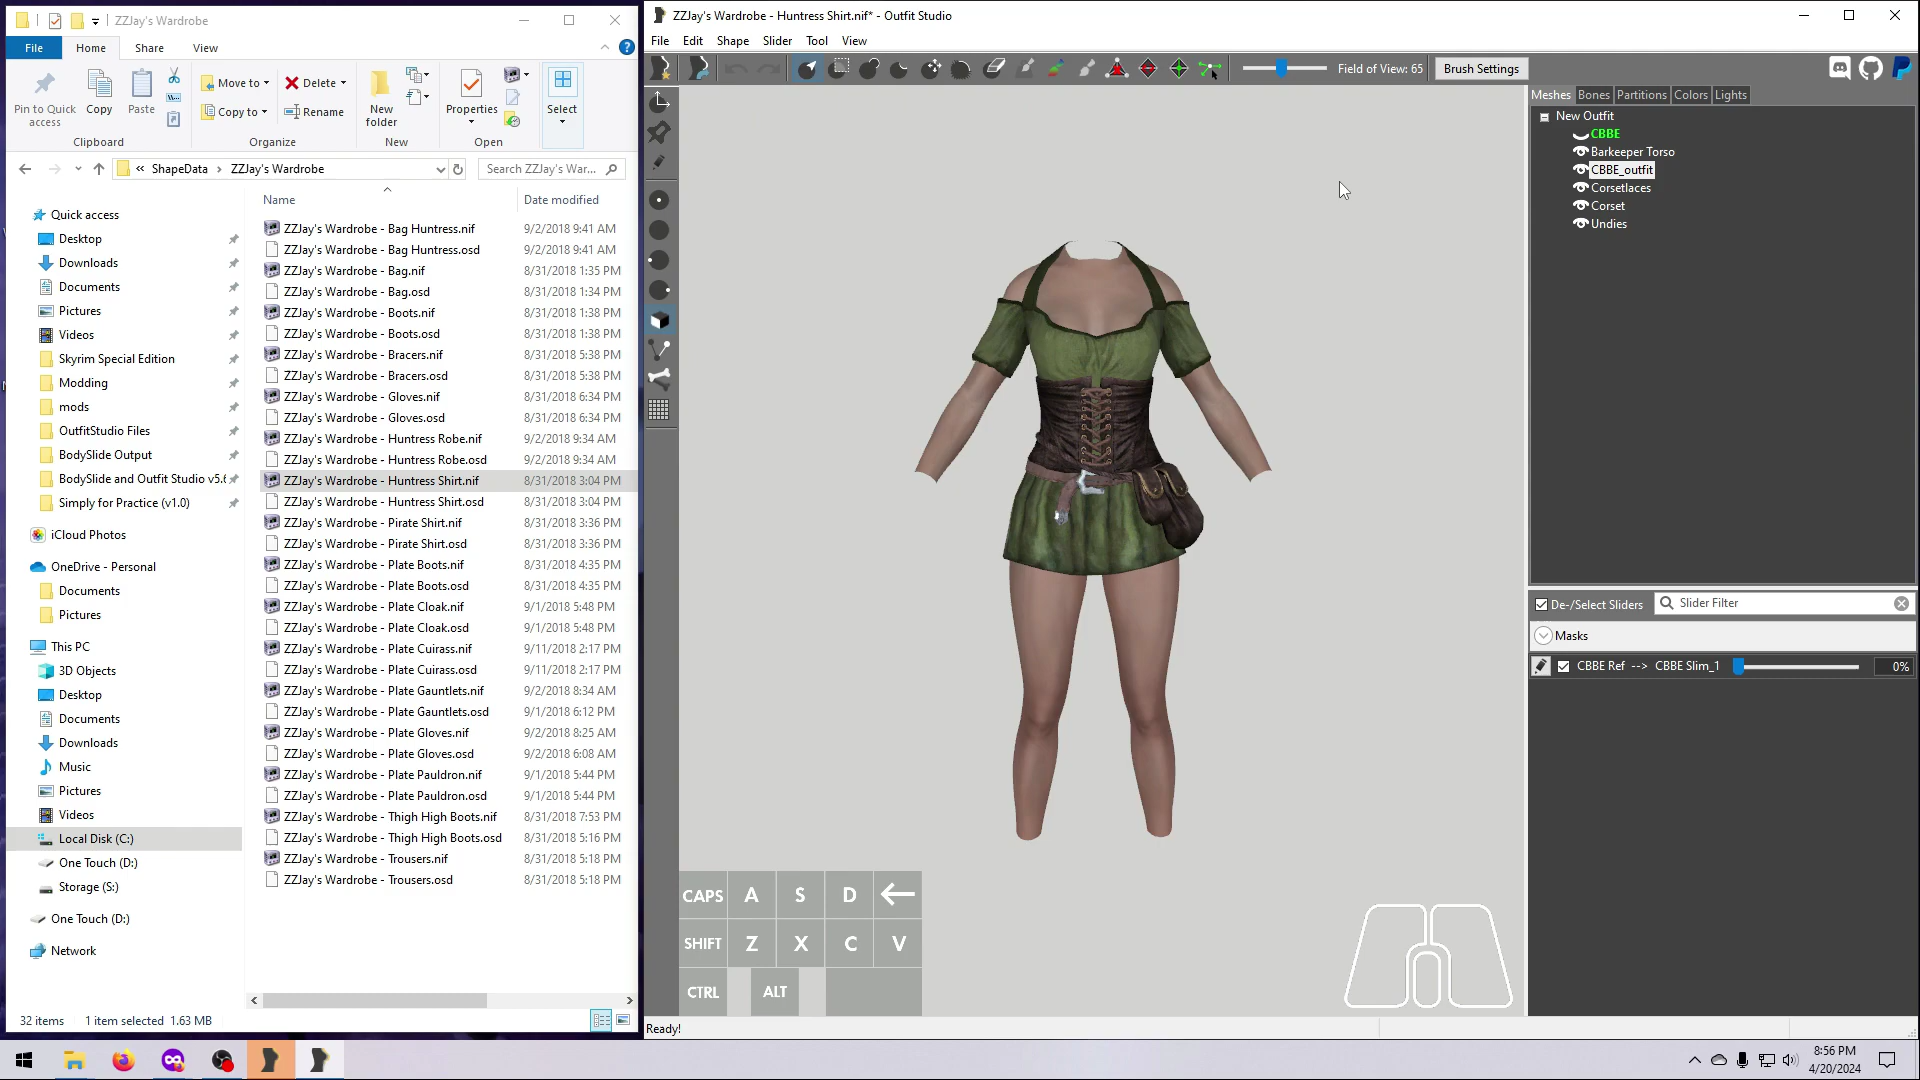 ZZJay's Wardrobe
File
Home
Share
View
Pin to Quick access
Copy
Paste
Move to
Copy to
Delete
Rename
New folder
Properties
Select
Clipboard
Organize
New
Open
« ShapeData › ZZJay's Wardrobe
Search ZZJay's War...
Name
Date modified
Quick access
Desktop
Downloads
Documents
Pictures
Videos
Skyrim Special Edition
Modding
mods
OutfitStudio Files
BodySlide Output
BodySlide and Outfit Studio v5.6
Simply for Practice (v1.0)
iCloud Photos
OneDrive - Personal
Documents
Pictures
This PC
3D Objects
Desktop
Documents
Downloads
Music
Pictures
Videos
Local Disk (C:)
One Touch (D:)
Storage (S:)
One Touch (D:)
Network
ZZJay's Wardrobe - Bag Huntress.nif 9/2/2018 9:41 AM
ZZJay's Wardrobe - Bag Huntress.osd 9/2/2018 9:41 AM
ZZJay's Wardrobe - Bag.nif 8/31/2018 1:35 PM
ZZJay's Wardrobe - Bag.osd 8/31/2018 1:34 PM
ZZJay's Wardrobe - Boots.nif 8/31/2018 1:38 PM
ZZJay's Wardrobe - Boots.osd 8/31/2018 1:38 PM
ZZJay's Wardrobe - Bracers.nif 8/31/2018 5:38 PM
ZZJay's Wardrobe - Bracers.osd 8/31/2018 5:38 PM
ZZJay's Wardrobe - Gloves.nif 8/31/2018 6:34 PM
ZZJay's Wardrobe - Gloves.osd 8/31/2018 6:34 PM
ZZJay's Wardrobe - Huntress Robe.nif 9/2/2018 9:34 AM
ZZJay's Wardrobe - Huntress Robe.osd 9/2/2018 9:34 AM
ZZJay's Wardrobe - Huntress Shirt.nif 8/31/2018 3:04 PM
ZZJay's Wardrobe - Huntress Shirt.osd 8/31/2018 3:04 PM
ZZJay's Wardrobe - Pirate Shirt.nif 8/31/2018 3:36 PM
ZZJay's Wardrobe - Pirate Shirt.osd 8/31/2018 3:36 PM
ZZJay's Wardrobe - Plate Boots.nif 8/31/2018 4:35 PM
ZZJay's Wardrobe - Plate Boots.osd 8/31/2018 4:35 PM
ZZJay's Wardrobe - Plate Cloak.nif 9/1/2018 5:48 PM
ZZJay's Wardrobe - Plate Cloak.osd 9/1/2018 5:48 PM
ZZJay's Wardrobe - Plate Cuirass.nif 9/11/2018 2:17 PM
ZZJay's Wardrobe - Plate Cuirass.osd 9/11/2018 2:17 PM
ZZJay's Wardrobe - Plate Gauntlets.nif 9/2/2018 8:34 AM
ZZJay's Wardrobe - Plate Gauntlets.osd 9/1/2018 6:12 PM
ZZJay's Wardrobe - Plate Gloves.nif 9/2/2018 8:25 AM
ZZJay's Wardrobe - Plate Gloves.osd 9/2/2018 6:08 AM
ZZJay's Wardrobe - Plate Pauldron.nif 9/1/2018 5:44 PM
ZZJay's Wardrobe - Plate Pauldron.osd 9/1/2018 5:44 PM
ZZJay's Wardrobe - Thigh High Boots.nif 8/31/2018 7:53 PM
ZZJay's Wardrobe - Thigh High Boots.osd 8/31/2018 5:16 PM
ZZJay's Wardrobe - Trousers.nif 8/31/2018 5:18 PM
ZZJay's Wardrobe - Trousers.osd 8/31/2018 5:18 PM
32 items
1 item selected 1.63 MB
ZZJay's Wardrobe - Huntress Shirt.nif* - Outfit Studio
File Edit Shape Slider Tool View
Field of View: 65
Brush Settings
Meshes Bones Partitions Colors Lights
New Outfit
CBBE
Barkeeper Torso
CBBE_outfit
Corsetlaces
Corset
Undies
De-/Select Sliders
Slider Filter
Masks
CBBE Ref --> CBBE Slim_1 0%
CAPS A S D
SHIFT Z X C V
CTRL ALT
Ready!
8:56 PM
4/20/2024